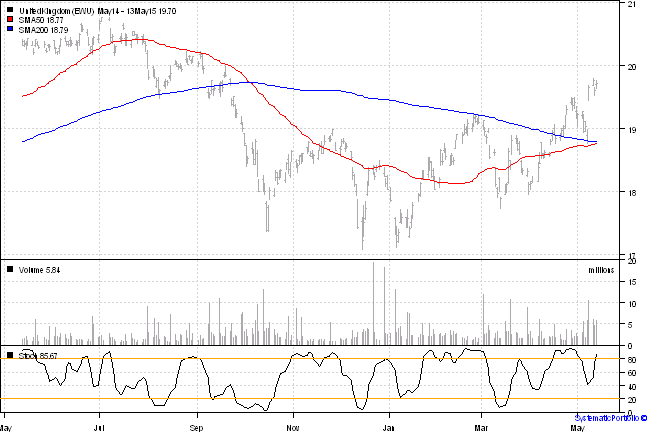 UnitedKingdom (EWU) May14 - 13May15 19.70
SMA50 18.77
SMA200 18.79
21
20
19
18
17
Volume 5.84
millions
20
15
10
5
0
Stoch 85.67
80
60
40
20
0
May
Jul
Sep
Nov
Jan
Mar
May
SystematicPortfolio ©